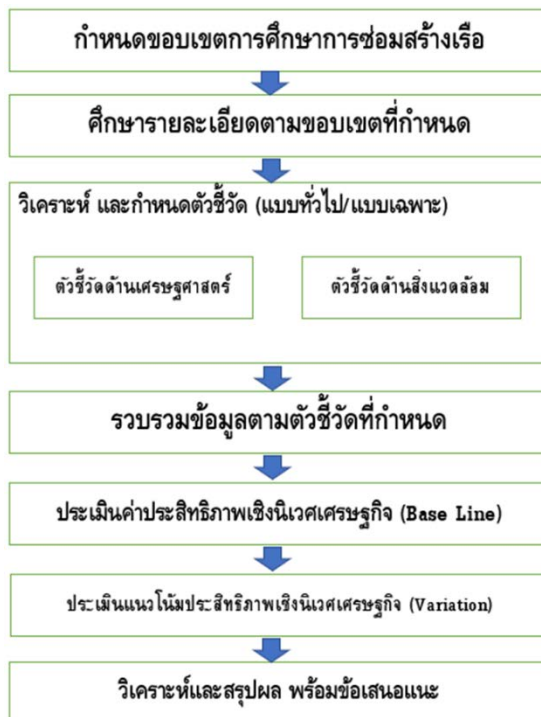 กำหนดขอบเขตการศึกษาการซ่อมสร้างเรือ
ศึกษารายละเอียดตามขอบเขตที่กำหนด
วิเคราะห์ และกำหนดตัวชี้วัด (แบบทั่วไป/แบบเฉพาะ)
ตัวชี้วัดด้านเศรษฐศาสตร์
ตัวชี้วัดด้านสิ่งแวดล้อม
รวบรวมข้อมูลตามตัวชี้วัดที่กำหนด
ประเมินค่าประสิทธิภาพเชิงนิเวศเศรษฐกิจ (Base Line)
ประเมินแนวโน้มประสิทธิภาพเชิงนิเวศเศรษฐกิจ (Variation)
วิเคราะห์และสรุปผล พร้อมข้อเสนอแนะ